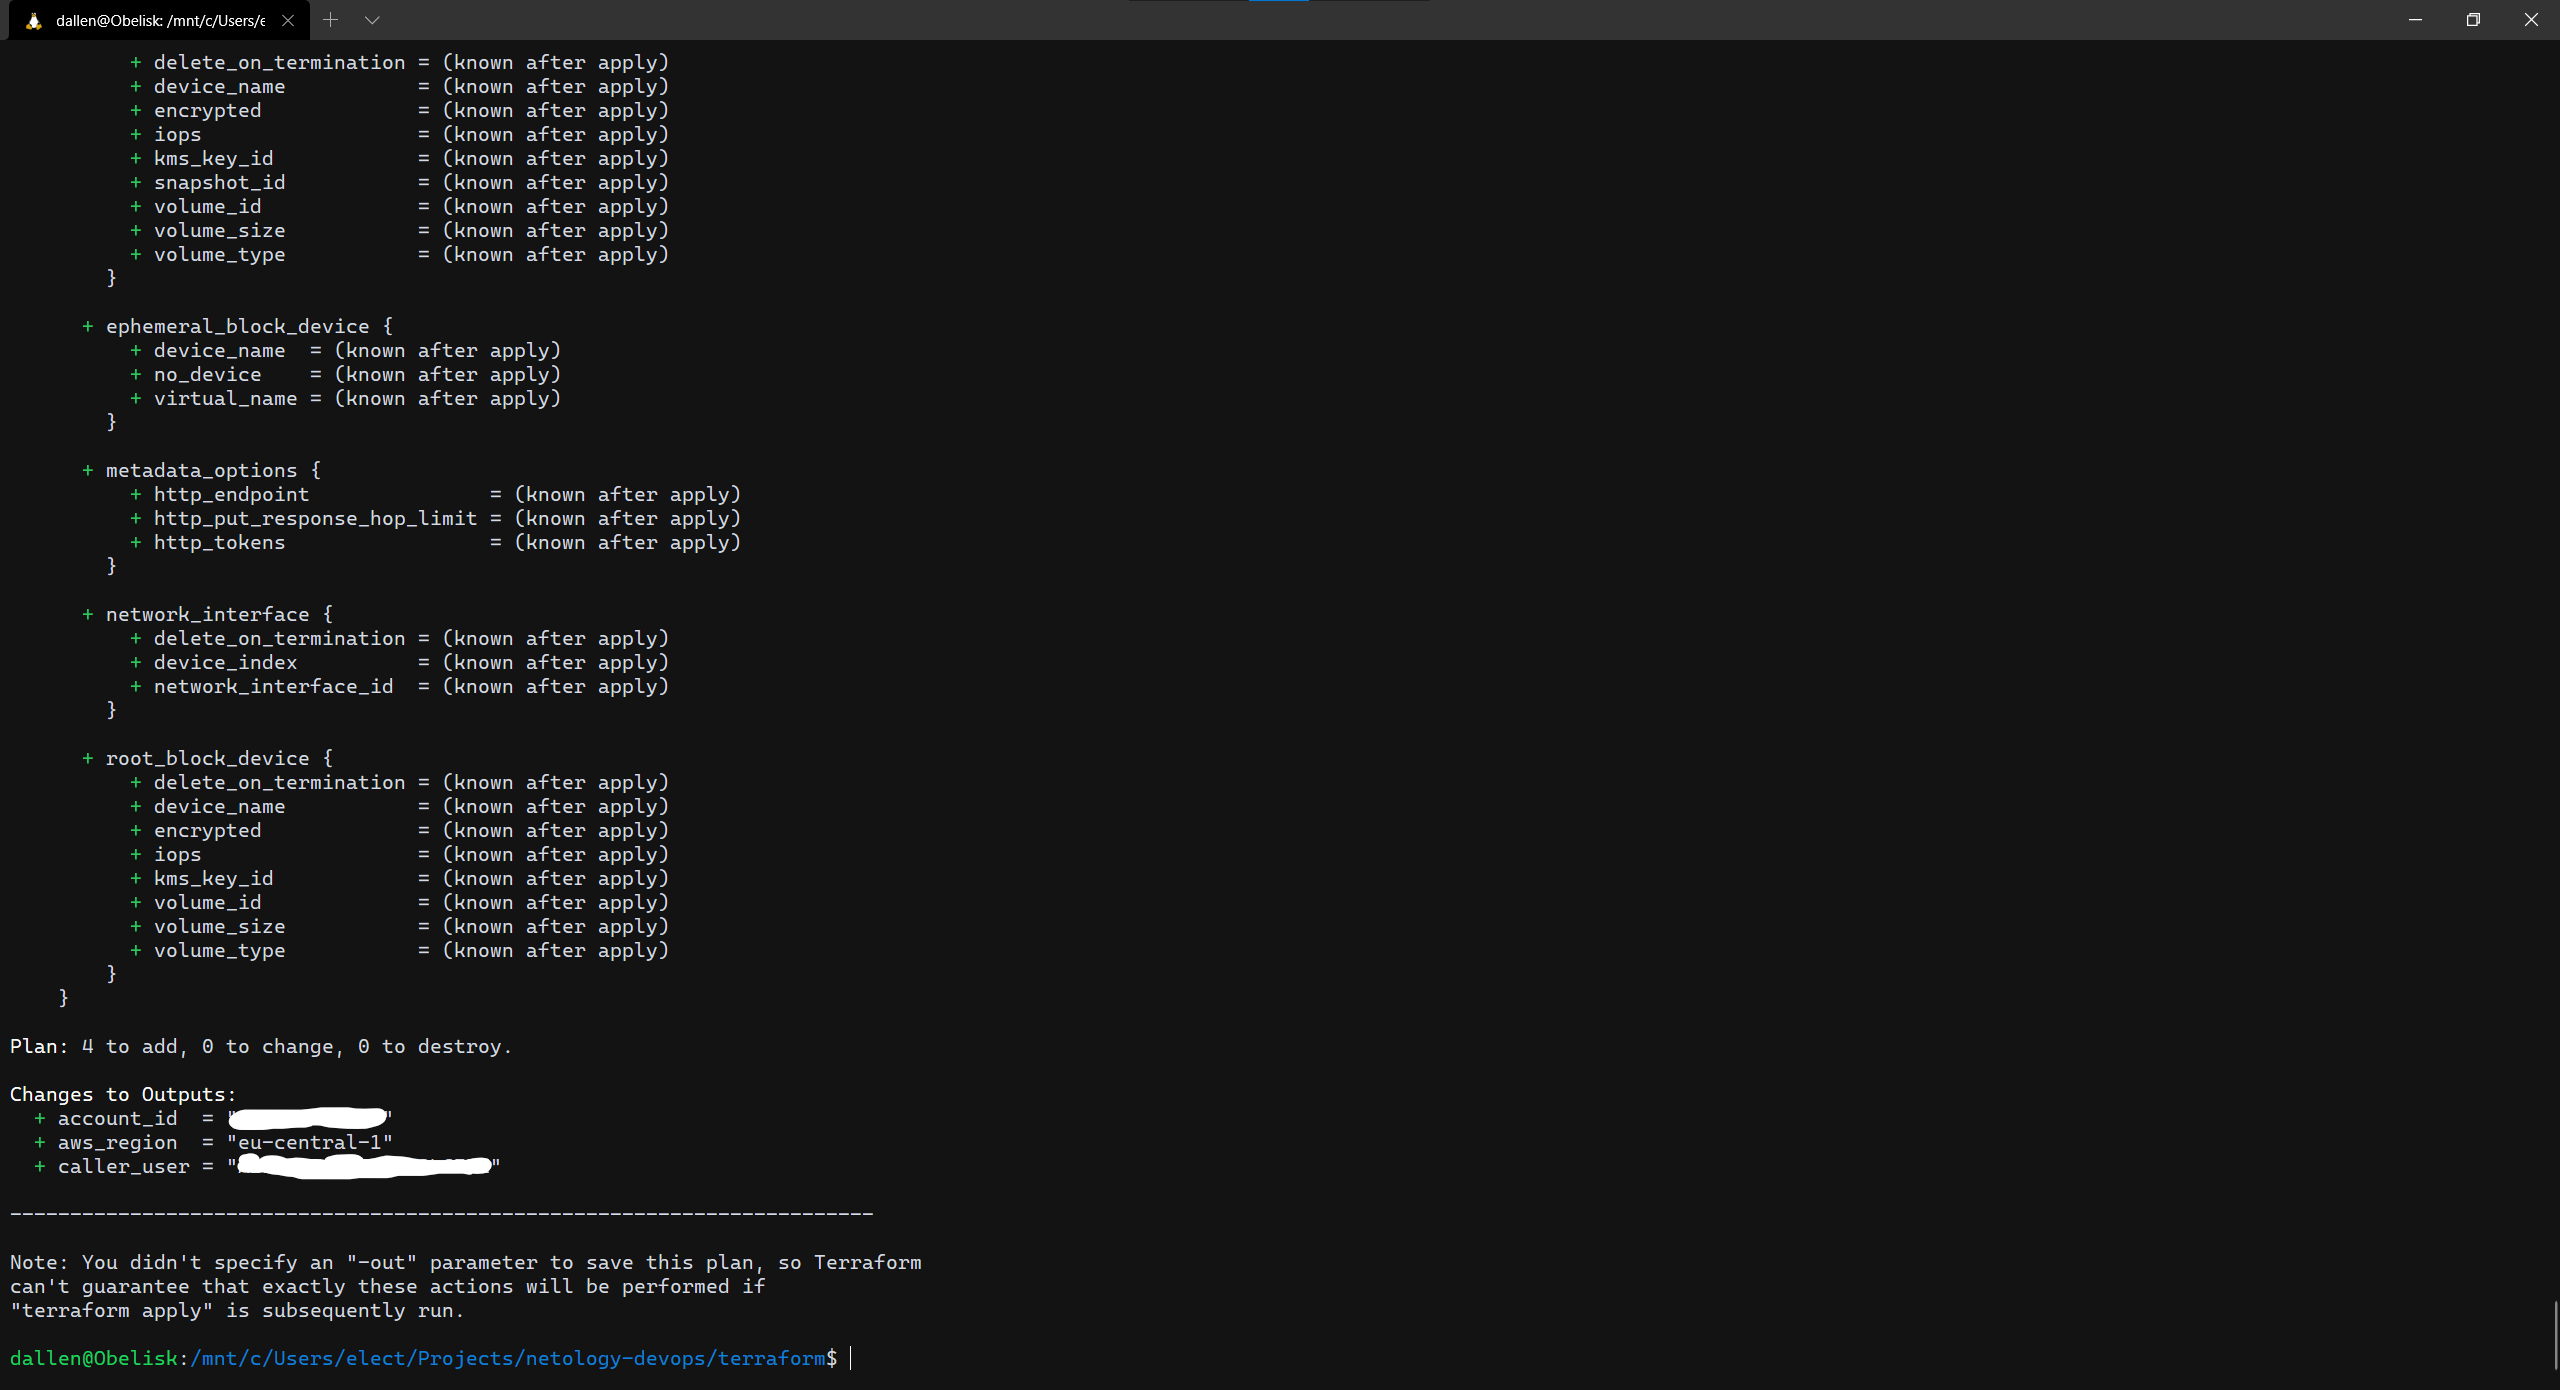 dallen@Obelisk: /mnt/c/Users/e
+ delete_on_termination = (known after apply)
+ device_name           = (known after apply)
+ encrypted             = (known after apply)
+ iops                  = (known after apply)
+ kms_key_id            = (known after apply)
+ snapshot_id           = (known after apply)
+ volume_id             = (known after apply)
+ volume_size           = (known after apply)
+ volume_type           = (known after apply)
}
+ ephemeral_block_device {
+ device_name  = (known after apply)
+ no_device    = (known after apply)
+ virtual_name = (known after apply)
}
+ metadata_options {
+ http_endpoint               = (known after apply)
+ http_put_response_hop_limit = (known after apply)
+ http_tokens                 = (known after apply)
}
+ network_interface {
+ delete_on_termination = (known after apply)
+ device_index          = (known after apply)
+ network_interface_id  = (known after apply)
}
+ root_block_device {
+ delete_on_termination = (known after apply)
+ device_name           = (known after apply)
+ encrypted             = (known after apply)
+ iops                  = (known after apply)
+ kms_key_id            = (known after apply)
+ volume_id             = (known after apply)
+ volume_size           = (known after apply)
+ volume_type           = (known after apply)
}
}
Plan: 4 to add, 0 to change, 0 to destroy.
Changes to Outputs:
+ account_id  = ""
+ aws_region  = "eu-central-1"
+ caller_user = ""
------------------------------------------------------------------------
Note: You didn't specify an "-out" parameter to save this plan, so Terraform
can't guarantee that exactly these actions will be performed if
"terraform apply" is subsequently run.
dallen@Obelisk:/mnt/c/Users/elect/Projects/netology-devops/terraform$